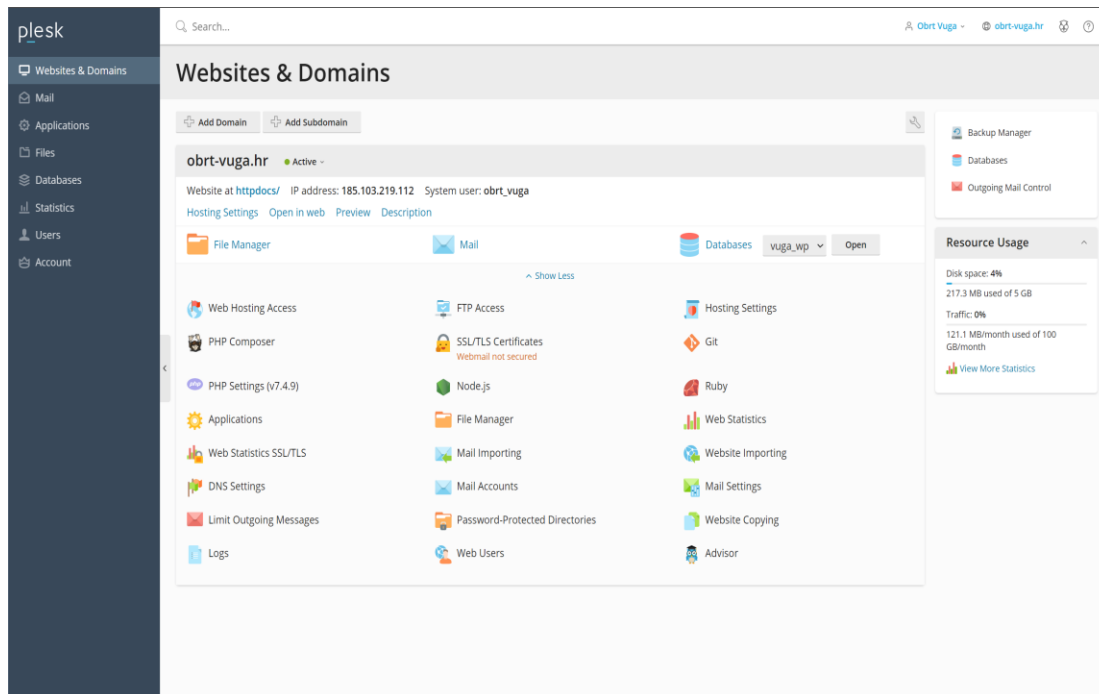 plesk
Search...
Obrt Vuga
obrt-vuga.hr
Websites & Domains
Mail
Applications
Files
Databases
Statistics
Users
Account
Websites & Domains
Add Domain
Add Subdomain
obrt-vuga.hr Active
Website at httpdocs/ IP address: 185.103.219.112 System user: obrt_vuga
Hosting Settings Open in web Preview Description
File Manager
Mail
Databases vuga_wp Open
Show Less
Web Hosting Access
FTP Access
Hosting Settings
PHP Composer
SSL/TLS Certificates
Webmail not secured
Git
PHP Settings (v7.4.9)
Node.js
Ruby
Applications
File Manager
Web Statistics
Web Statistics SSL/TLS
Mail Importing
Website Importing
DNS Settings
Mail Accounts
Mail Settings
Limit Outgoing Messages
Password-Protected Directories
Website Copying
Logs
Web Users
Advisor
Backup Manager
Databases
Outgoing Mail Control
Resource Usage
Disk space: 4%
217.3 MB used of 5 GB
Traffic: 0%
121.1 MB/month used of 100
GB/month
View More Statistics